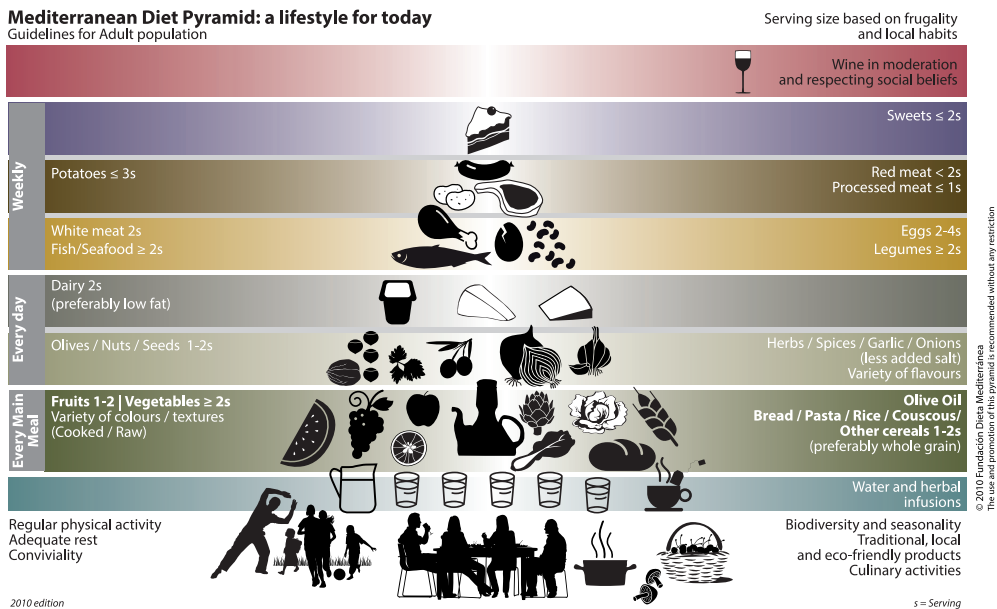 Mediterranean Diet Pyramid: a lifestyle for today
Guidelines for Adult population
Serving size based on frugality
and local habits
Wine in moderation
and respecting social beliefs
Weekly
Sweets ≤ 2s
Potatoes ≤ 3s
Red meat < 2s
Processed meat ≤ 1s
White meat 2s
Fish/Seafood ≥ 2s
Eggs 2-4s
Legumes ≥ 2s
Every day
Dairy 2s
(preferably low fat)
Olives / Nuts / Seeds 1-2s
Herbs / Spices / Garlic / Onions
(less added salt)
Variety of flavours
Every Main
Meal
Fruits 1-2 | Vegetables ≥ 2s
Variety of colours / textures
(Cooked / Raw)
Olive Oil
Bread / Pasta / Rice / Couscous/
Other cereals 1-2s
(preferably whole grain)
Water and herbal
infusions
Regular physical activity
Adequate rest
Conviviality
Biodiversity and seasonality
Traditional, local
and eco-friendly products
Culinary activities
2010 edition
s = Serving
© 2010 Fundación Dieta Mediterránea
The use and promotion of this pyramid is recommended without any restriction